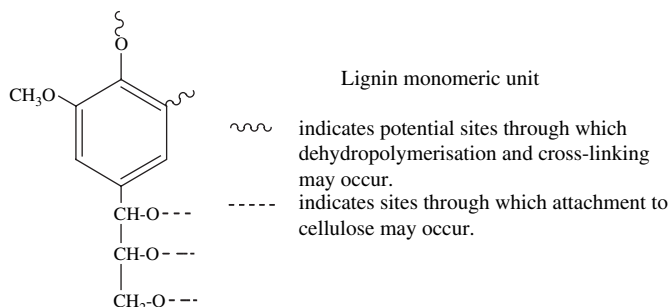 O
CH₃O
Lignin monomeric unit
indicates potential sites through which
dehydropolymerisation and cross-linking
may occur.
indicates sites through which attachment to
cellulose may occur.
CH-O
CH-O
CH₂-O